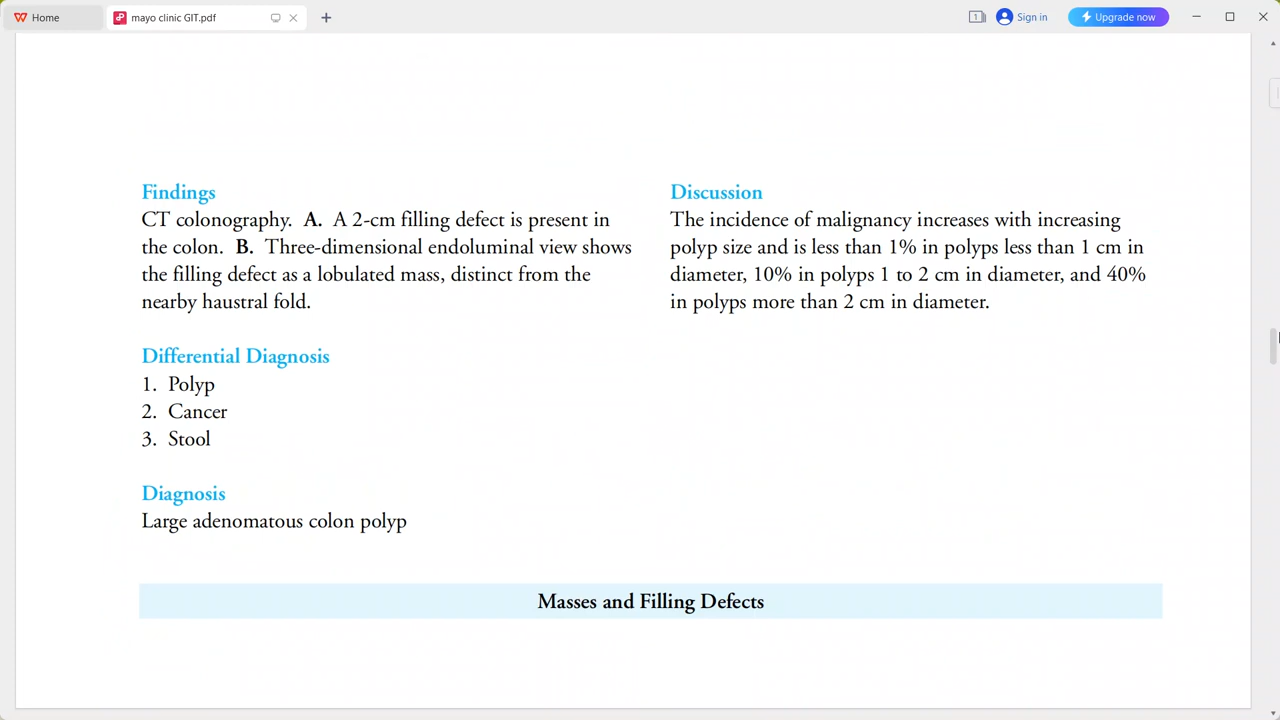 Home
mayo clinic GIT.pdf
1
Sign in
Upgrade now
Findings
CT colonography. A. A 2-cm filling defect is present in
the colon. B. Three-dimensional endoluminal view shows
the filling defect as a lobulated mass, distinct from the
nearby haustral fold.
Differential Diagnosis
1. Polyp
2. Cancer
3. Stool
Diagnosis
Large adenomatous colon polyp
Discussion
The incidence of malignancy increases with increasing
polyp size and is less than 1% in polyps less than 1 cm in
diameter, 10% in polyps 1 to 2 cm in diameter, and 40%
in polyps more than 2 cm in diameter.
Masses and Filling Defects